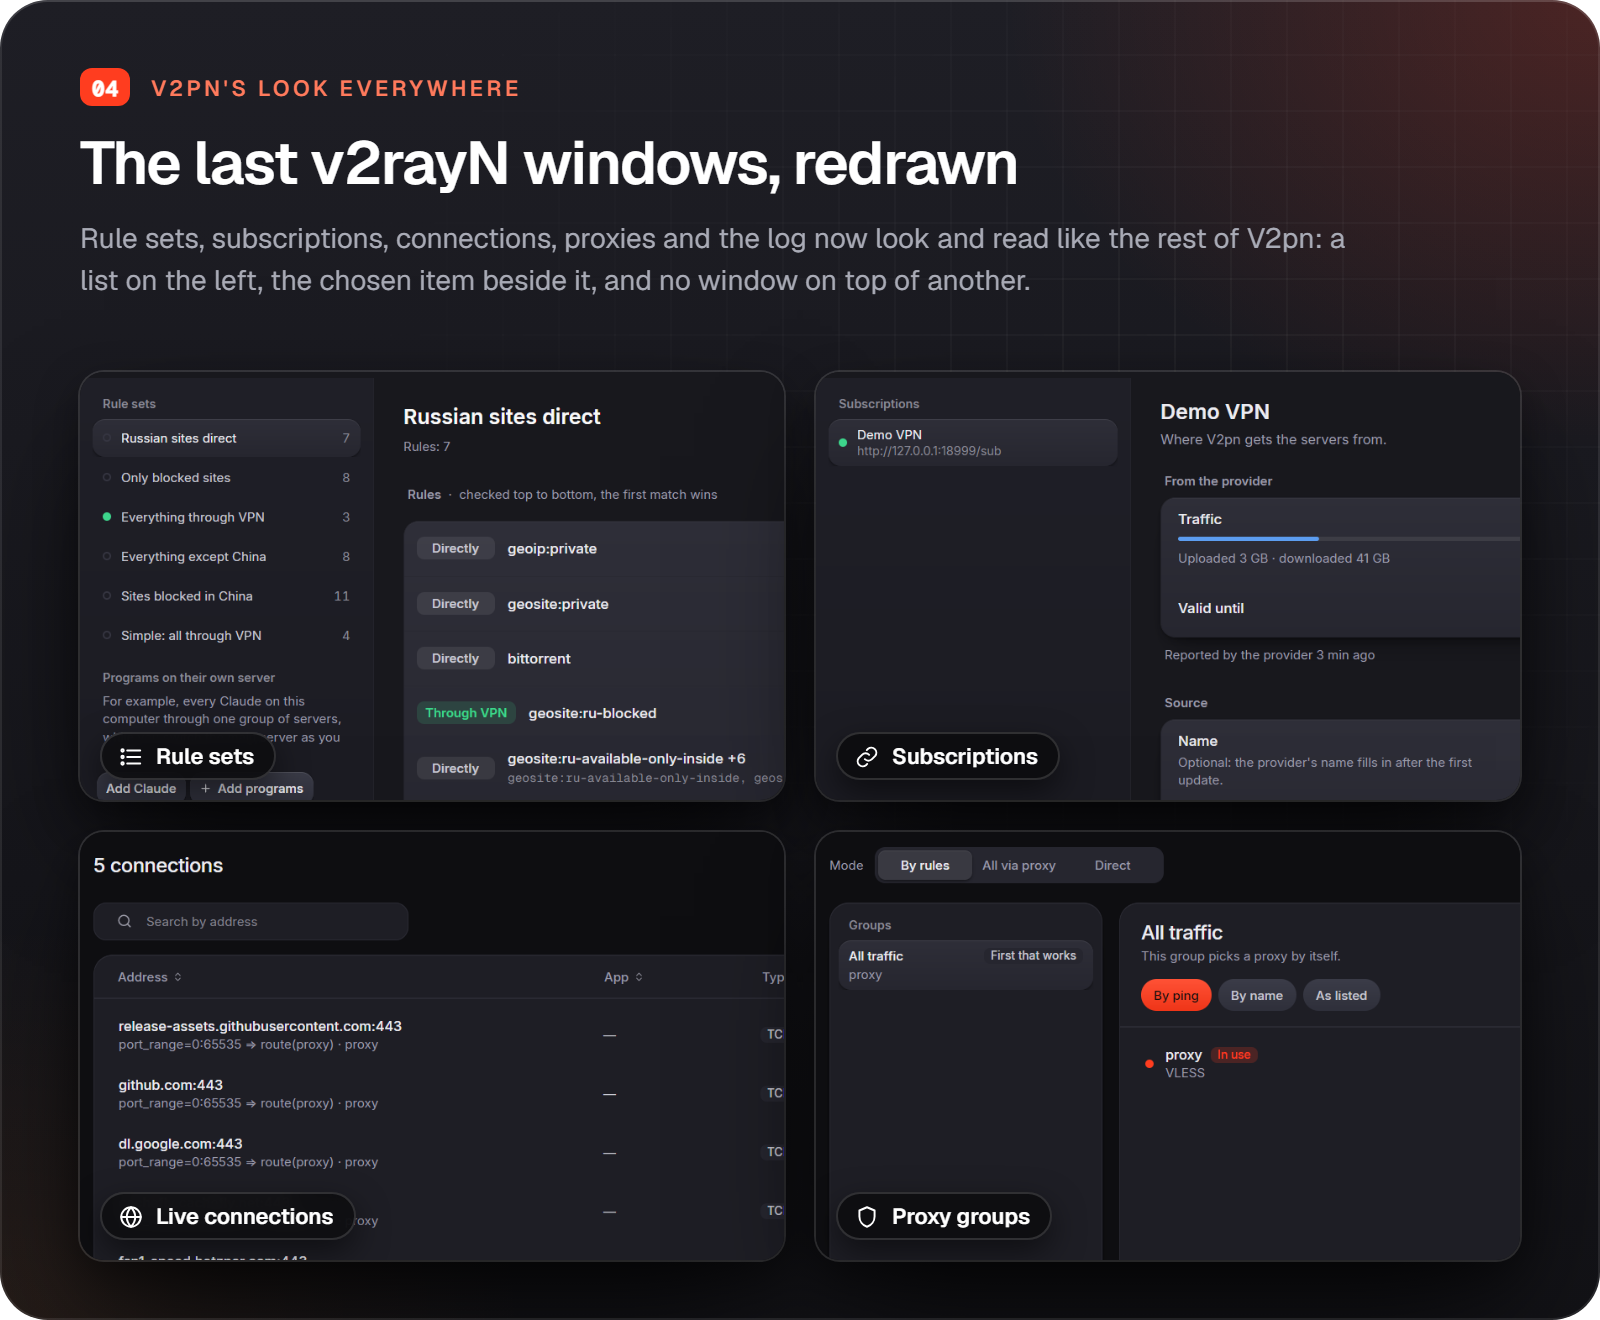 04 V2PN'S LOOK EVERYWHERE
The last v2rayN windows, redrawn
Rule sets, subscriptions, connections, proxies and the log now look and read like the rest of V2pn: a
list on the left, the chosen item beside it, and no window on top of another.
Rule sets
Russian sites direct 7
Only blocked sites 8
Everything through VPN 3
Everything except China 8
Sites blocked in China 11
Simple: all through VPN 4
Programs on their own server
For example, every Claude on this
computer through one group of servers,
server as you
Rule sets
Add Claude + Add programs
Russian sites direct
Rules: 7
Rules · checked top to bottom, the first match wins
Directly geoip:private
Directly geosite:private
Directly bittorrent
Through VPN geosite:ru-blocked
Directly geosite:ru-available-only-inside +6
geosite:ru-available-only-inside, geos
Subscriptions
Demo VPN
http://127.0.0.1:18999/sub
Subscriptions
Demo VPN
Where V2pn gets the servers from.
From the provider
Traffic
Uploaded 3 GB · downloaded 41 GB
Valid until
Reported by the provider 3 min ago
Source
Name
Optional: the provider's name fills in after the first
update.
5 connections
Search by address
Address App Typ
release-assets.githubusercontent.com:443 — TC
port_range=0:65535 => route(proxy) · proxy
github.com:443 — TC
port_range=0:65535 => route(proxy) · proxy
dl.google.com:443 — TC
port_range=0:65535 => route(proxy) · proxy
— TC
Live connections
oxy
Mode By rules All via proxy Direct
Groups
All traffic First that works
proxy
Proxy groups
All traffic
This group picks a proxy by itself.
By ping By name As listed
proxy In use
VLESS